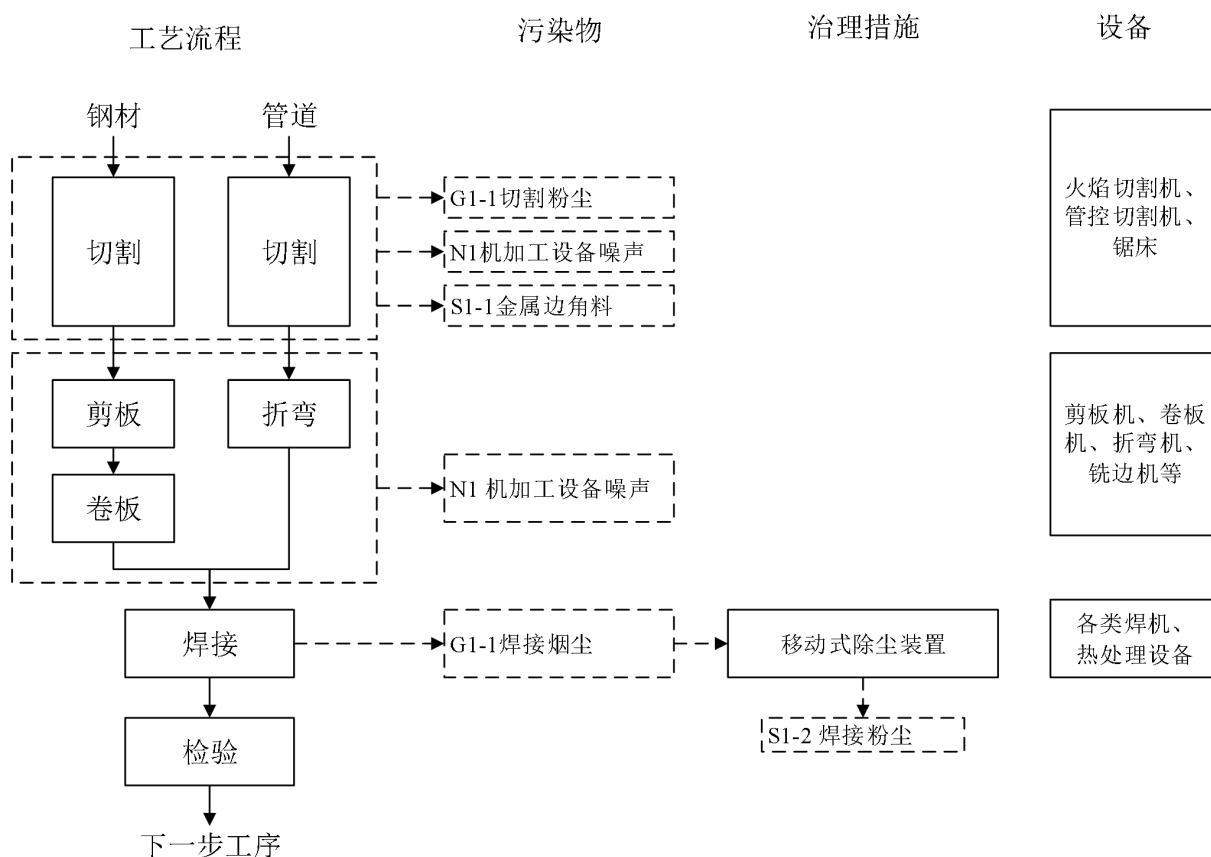 工艺流程
污染物
治理措施
设备
钢材
管道
切割
切割
G1-1切割粉尘
N1机加工设备噪声
S1-1金属边角料
火焰切割机、
管控切割机、
锯床
剪板
折弯
卷板
N1 机加工设备噪声
剪板机、卷板
机、折弯机、
铣边机等
焊接
G1-1焊接烟尘
移动式除尘装置
各类焊机、
热处理设备
S1-2 焊接粉尘
检验
下一步工序